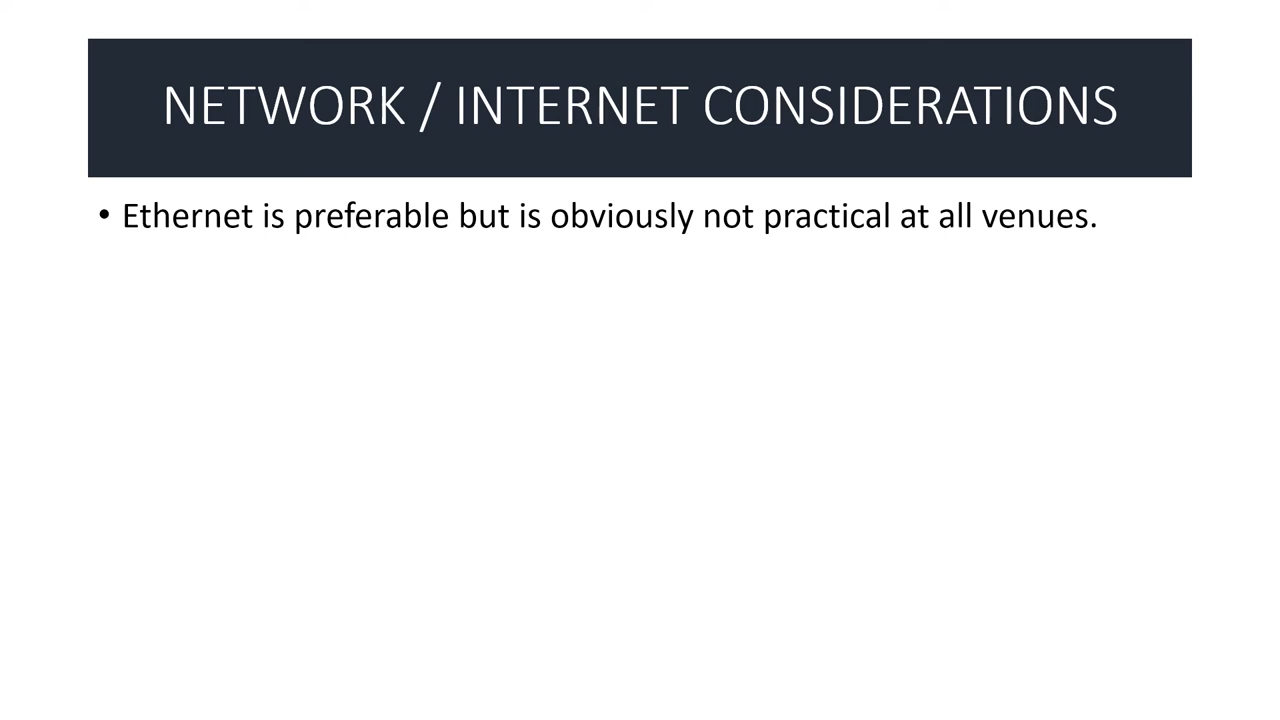 NETWORK / INTERNET CONSIDERATIONS
• Ethernet is preferable but is obviously not practical at all venues.